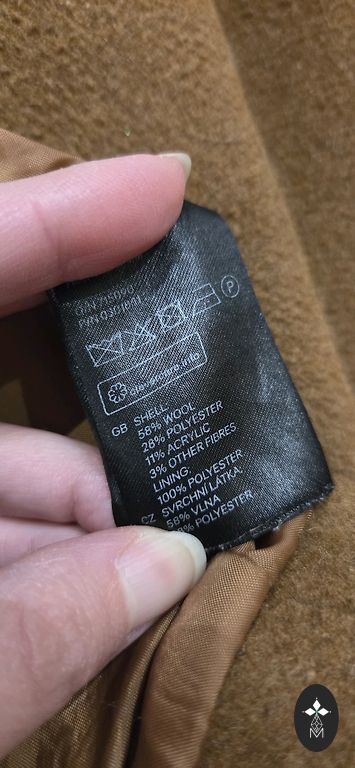 P
GB SHELL:
58% WOOL
28% POLYESTER
11% ACRYLIC
3% OTHER FIBRES
LINING:
100% POLYESTER
CZ SVRCHNÍ LÁTKA:
58% VLNA
POLYESTER
M